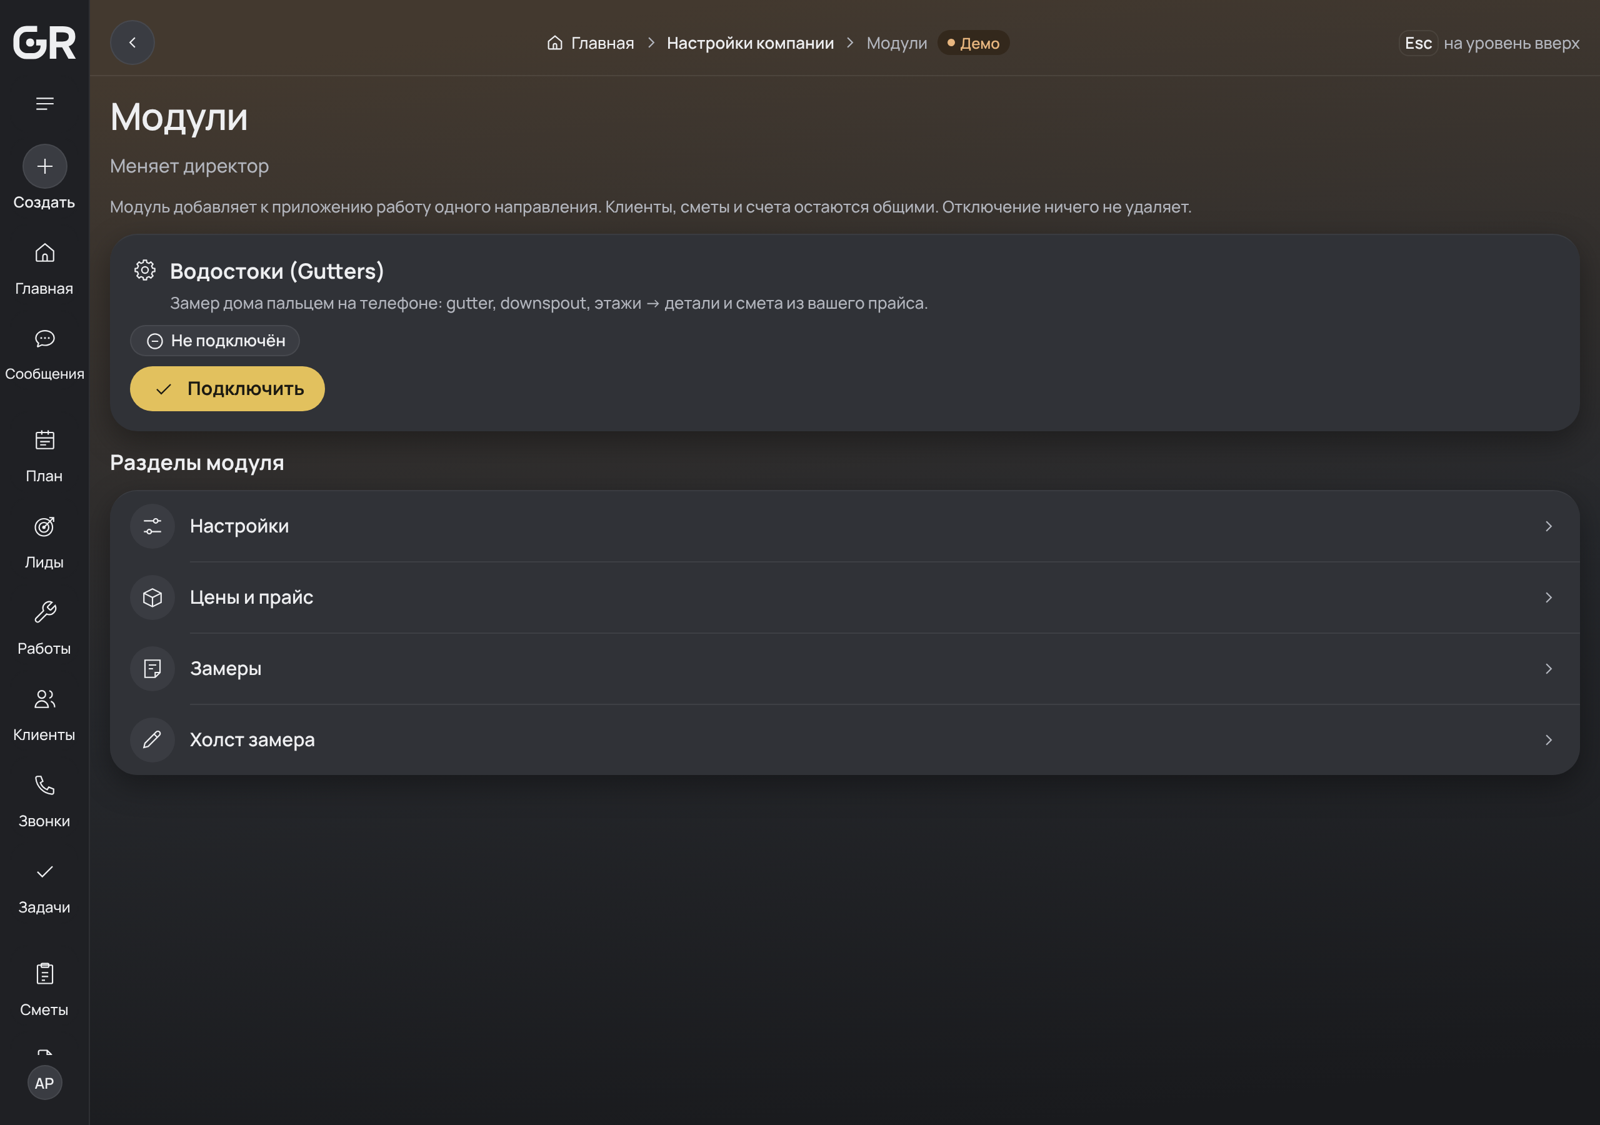 GR
Главная
Настройки компании
Модули
Демо
Esc на уровень вверх
Создать
Главная
Сообщения
План
Лиды
Работы
Клиенты
Звонки
Задачи
Сметы
AP
Модули
Меняет директор
Модуль добавляет к приложению работу одного направления. Клиенты, сметы и счета остаются общими. Отключение ничего не удаляет.
Водостоки (Gutters)
Замер дома пальцем на телефоне: gutter, downspout, этажи → детали и смета из вашего прайса.
Не подключён
Подключить
Разделы модуля
Настройки
Цены и прайс
Замеры
Холст замера